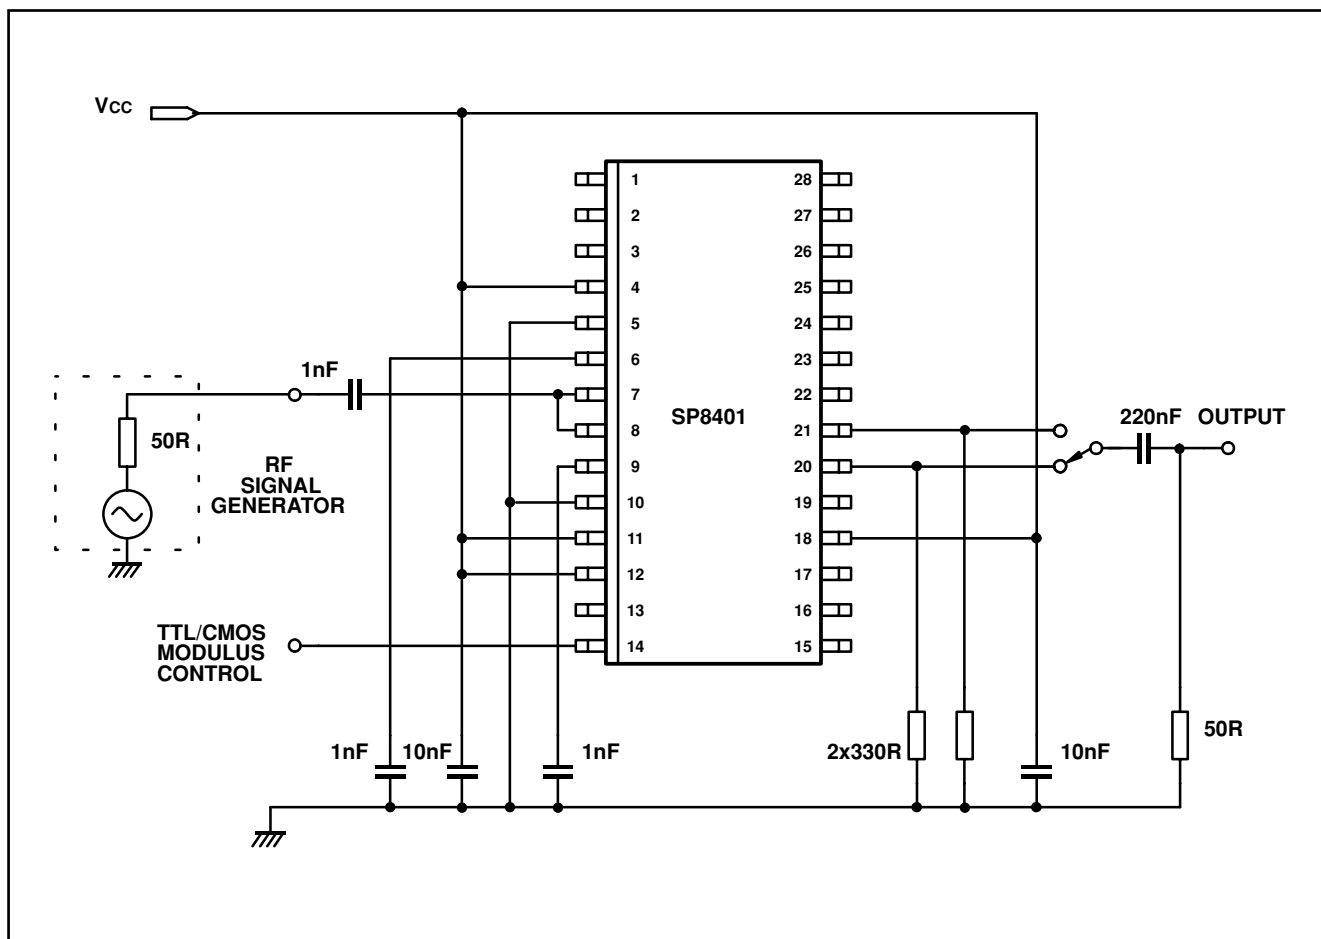 Vcc
1 28
2 27
3 26
4 25
5 24
6 23
1nF
7 22
SP8401
220nF OUTPUT
8 21
50R
9 20
RF
SIGNAL
GENERATOR
10 19
11 18
12 17
13 16
TTL/CMOS
MODULUS
CONTROL
14 15
1nF 10nF 1nF 2x330R 10nF 50R